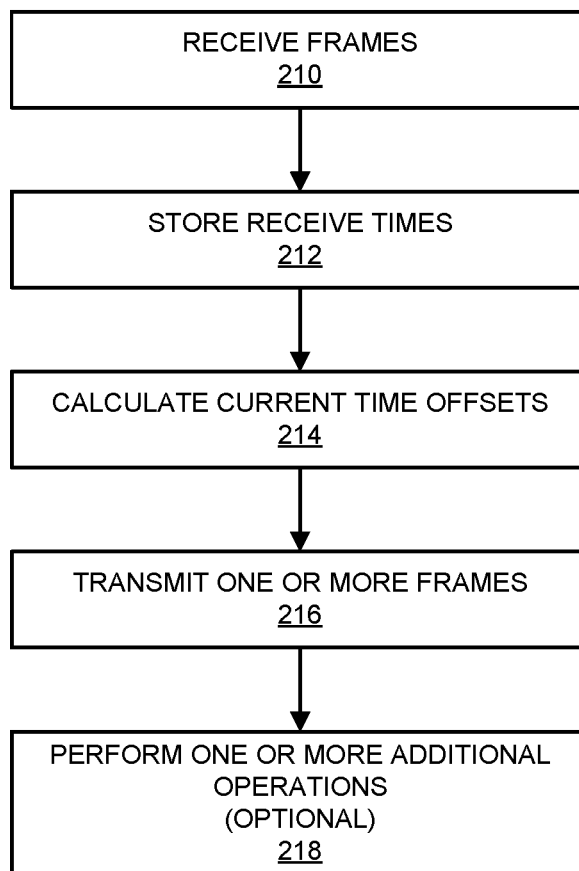 RECEIVE FRAMES
210
STORE RECEIVE TIMES
212
CALCULATE CURRENT TIME OFFSETS
214
TRANSMIT ONE OR MORE FRAMES
216
PERFORM ONE OR MORE ADDITIONAL
OPERATIONS
(OPTIONAL)
218